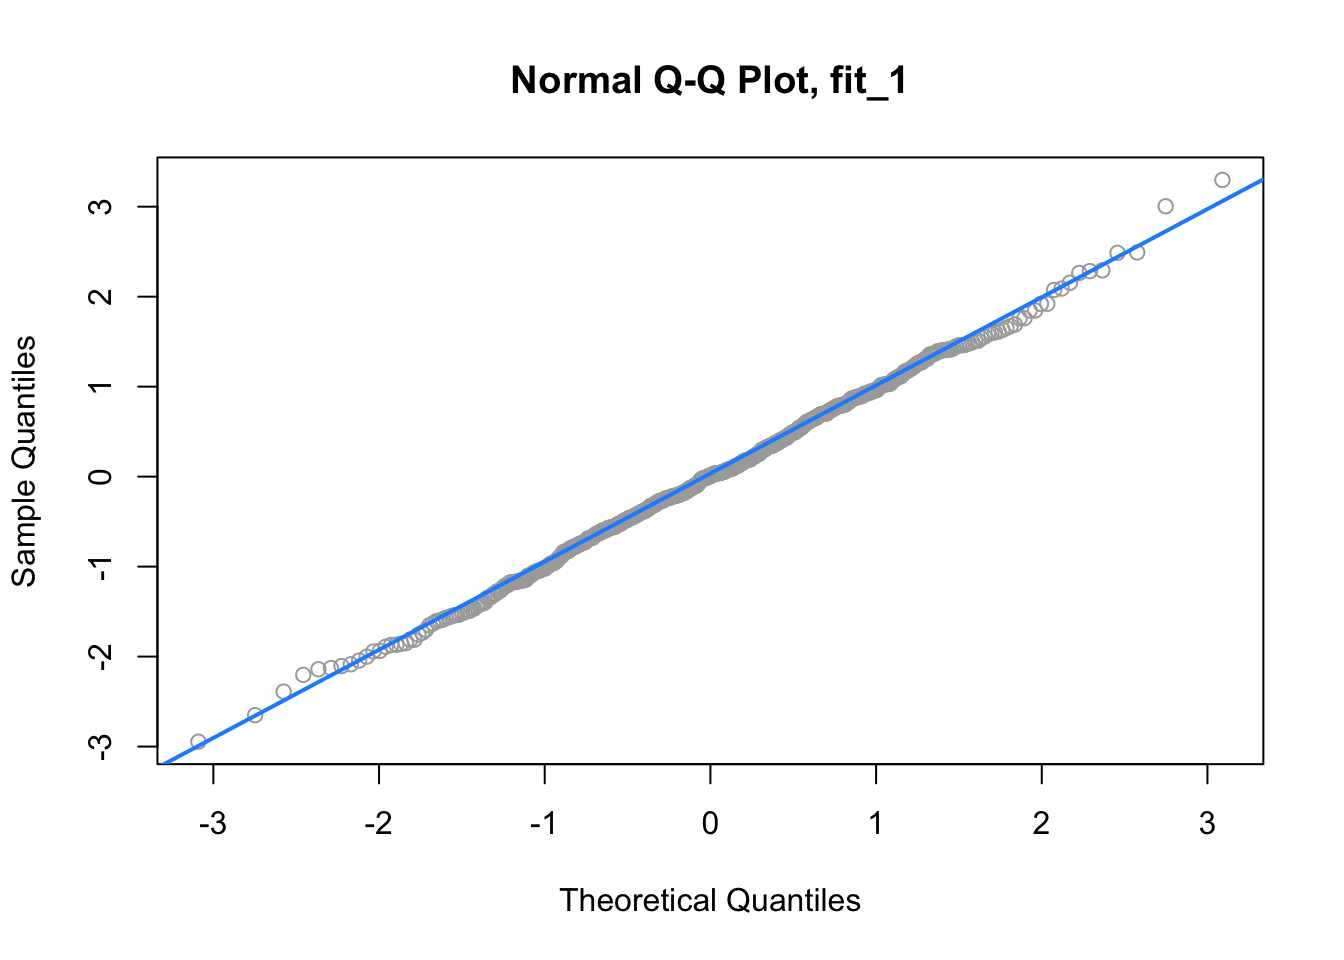 Normal Q-Q Plot, fit_1
Sample Quantiles
3
2
1
0
-1
-2
-3
-3 -2 -1 0 1 2 3
Theoretical Quantiles